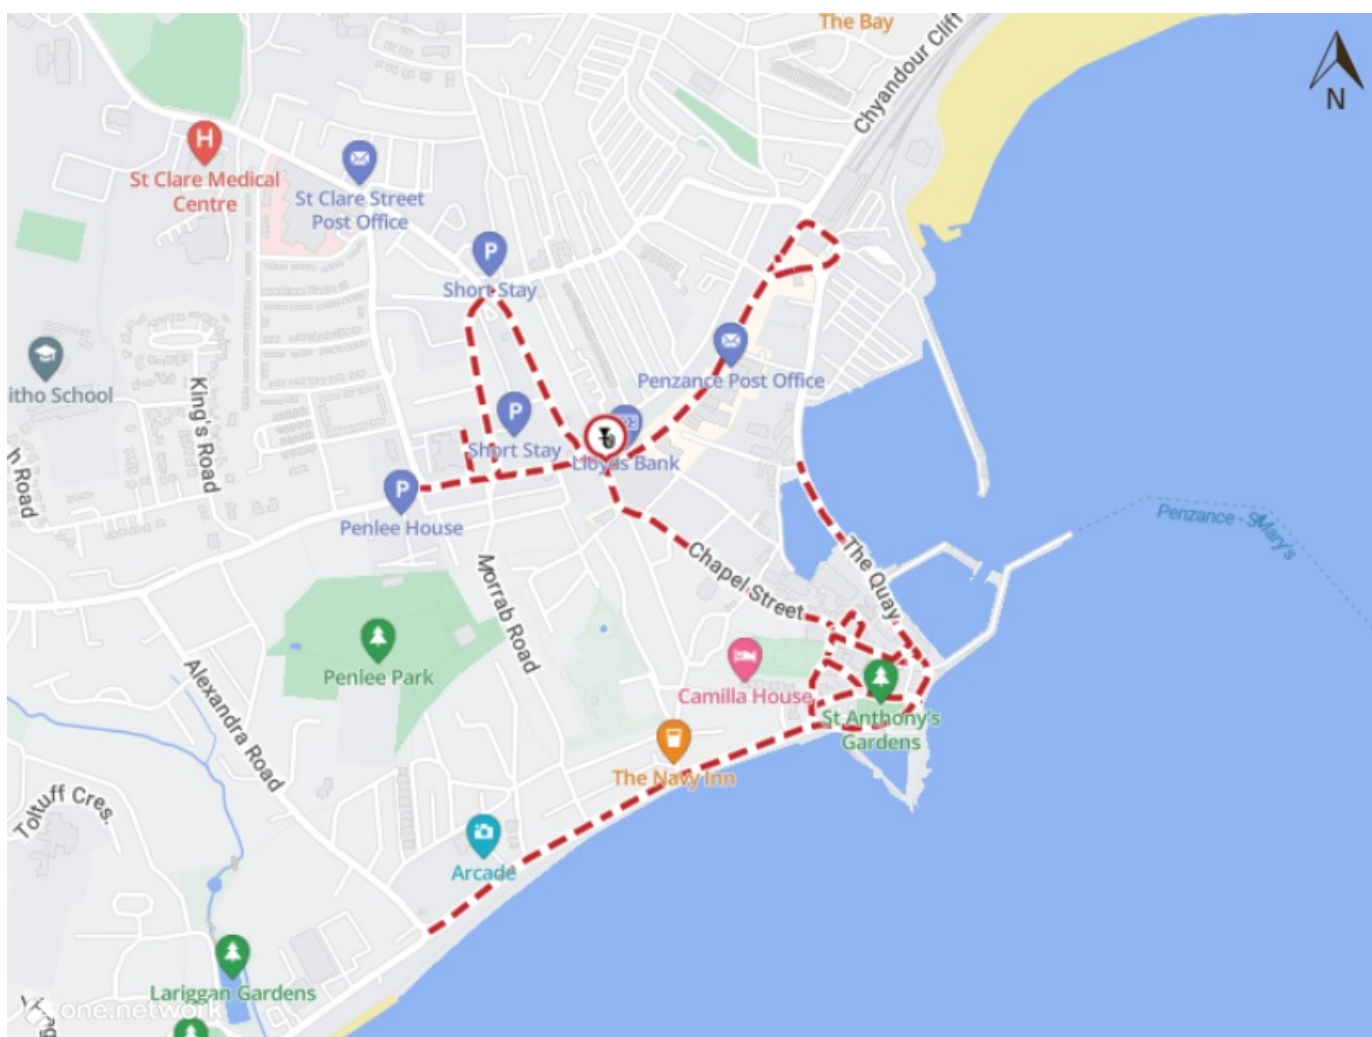 The Bay
Chyandour Cliff
N
H
St Clare Medical
Centre
St Clare Street
Post Office
P
Short Stay
itho School
King's Road
h Road
Penzance Post Office
P
Short Stay
Lloyds Bank
P
Penlee House
Morrab Road
Chapel Street
The Quay
Penzance - St Mary's
Penlee Park
Camilla House
St Anthony's
Gardens
Alexandra Road
The Navy Inn
Toltuff Cres.
Arcade
Lariggan Gardens
one.network